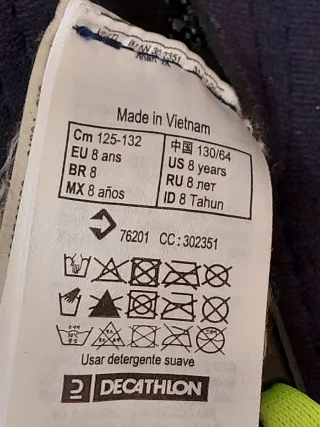 Made in Vietnam
Cm 125-132
EU 8 ans
BR 8
MX 8 años
中国 130/64
US 8 years
RU 8 лет
ID 8 Tahun
76201 CC: 302351
Usar detergente suave
DECATHLON